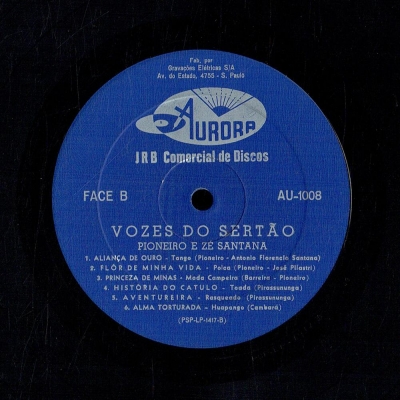 Fab. por
Gravações Elétricas S/A
Av. do Estado, 4755 - S. Paulo
AURORA
JRB Comercial de Discos
FACE B
AU-1008
VOZES DO SERTÃO
PIONEIRO E ZÉ SANTANA
1. ALIANÇA DE OURO - Tango (Pioneiro - Antonio Florencio Santana)
2. FLÔR DE MINHA VIDA - Polca (Pioneiro - José Pilastri)
3. PRINCEZA DE MINAS - Moda Campeira (Barreiro - Pioneiro)
4. HISTÓRIA DO CATULO - Toada (Pirassununga)
5. AVENTUREIRA - Rasqueado (Pirassununga)
6. ALMA TORTURADA - Huapango (Cambará)
(PSP-LP-1417-B)